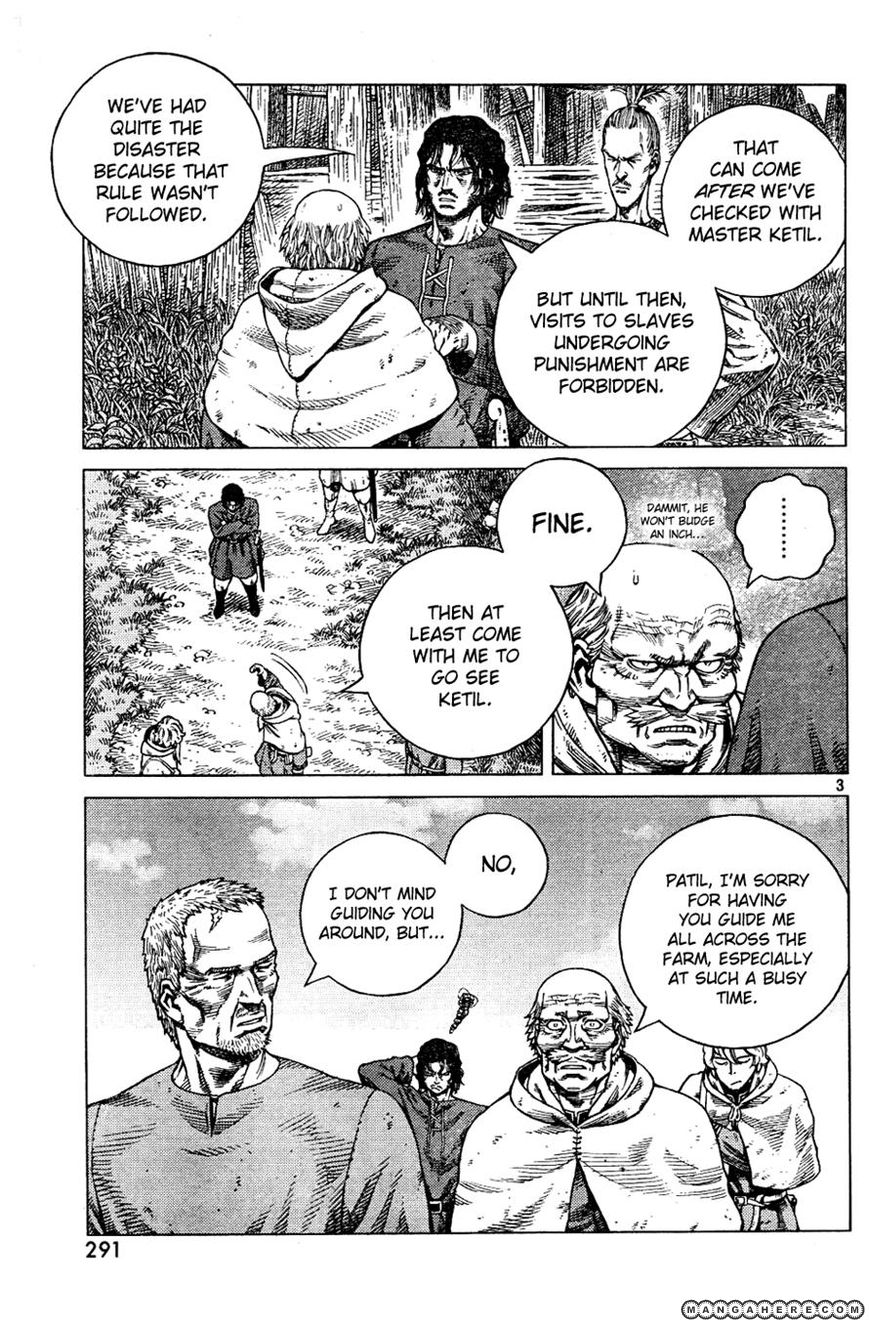 THAT
CAN COME
AFTER WE'VE
CHECKED WITH
MASTER KETIL.
BUT UNTIL THEN,
VISITS TO SLAVES
UNDERGOING
PUNISHMENT ARE
FORBIDDEN.
WE'VE HAD
QUITE THE
DISASTER
BECAUSE THAT
RULE WASN'T
FOLLOWED.
........
DAMMIT, HE
WON'T BUDGE
AN INCH...
FINE.
THEN AT
LEAST COME
WITH ME TO
GO SEE
KETIL.
3
PATIL, I'M SORRY
FOR HAVING
YOU GUIDE ME
ALL ACROSS THE
FARM, ESPECIALLY
AT SUCH A BUSY
TIME.
NO,
I DON'T MIND
GUIDING YOU
AROUND, BUT...
291
MANGAHERE.COM